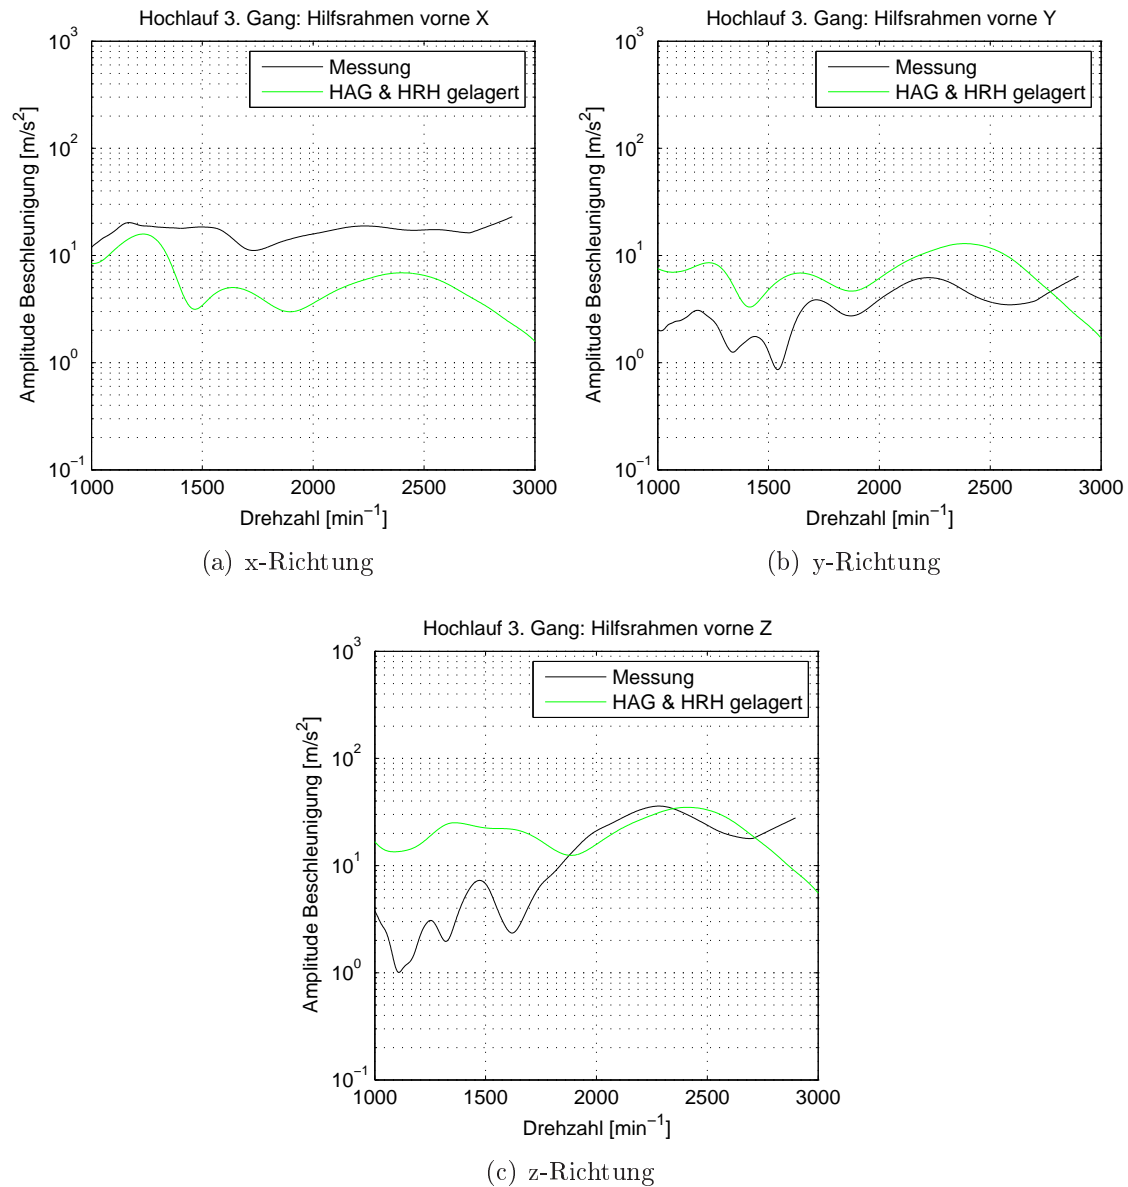 Hochlauf 3. Gang: Hilfsrahmen vorne X
10³
Messung
HAG & HRH gelagert
10²
10¹
10⁰
10⁻¹
Amplitude Beschleunigung [m/s²]
1000 1500 2000 2500 3000
Drehzahl [min⁻¹]
(a) x-Richtung
Hochlauf 3. Gang: Hilfsrahmen vorne Y
10³
Messung
HAG & HRH gelagert
10²
10¹
10⁰
10⁻¹
Amplitude Beschleunigung [m/s²]
1000 1500 2000 2500 3000
Drehzahl [min⁻¹]
(b) y-Richtung
Hochlauf 3. Gang: Hilfsrahmen vorne Z
10³
Messung
HAG & HRH gelagert
10²
10¹
10⁰
10⁻¹
Amplitude Beschleunigung [m/s²]
1000 1500 2000 2500 3000
Drehzahl [min⁻¹]
(c) z-Richtung